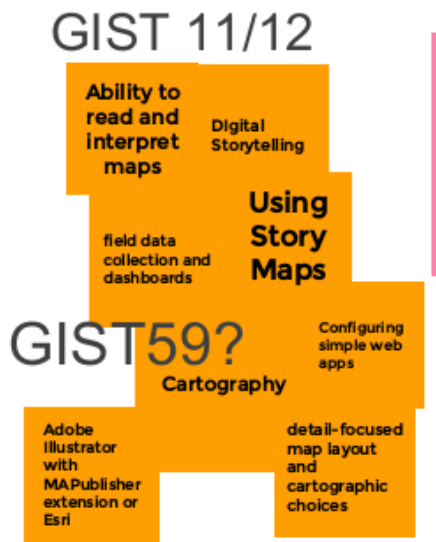 GIST 11/12
Ability to
read and
interpret
maps
DIgital
Storytelling
Using
Story
Maps
field data
collection and
dashboards
GIST59?
Configuring
simple web
apps
Cartography
Adobe
Illustrator
with
MAPublisher
extension or
Esri
detail-focused
map layout
and
cartographic
choices